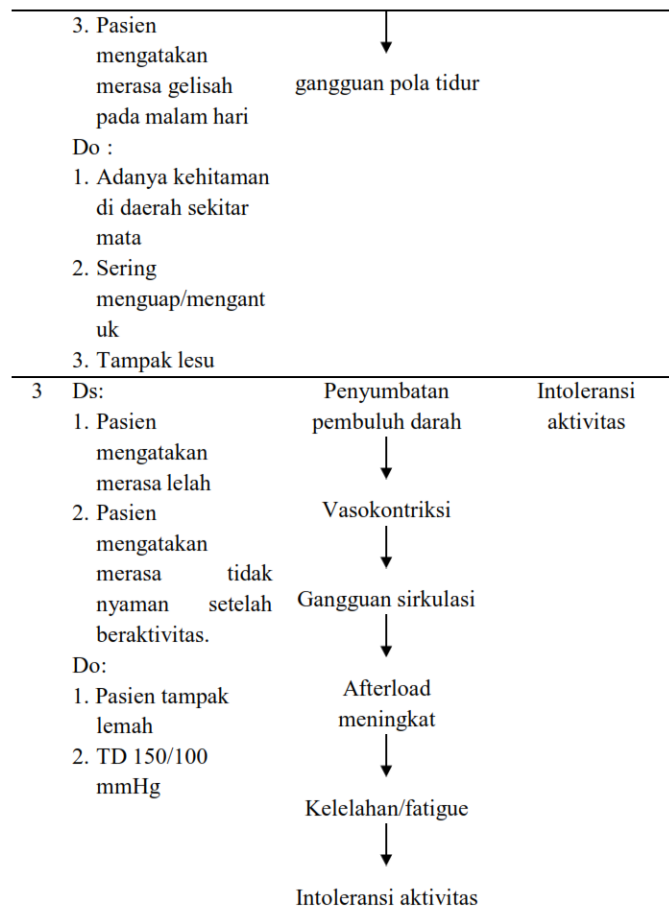 3. Pasien
mengatakan
merasa gelisah
pada malam hari
Do :
1. Adanya kehitaman
di daerah sekitar
mata
2. Sering
menguap/mengant
uk
3. Tampak lesu
gangguan pola tidur
3
Ds:
1. Pasien
mengatakan
merasa lelah
2. Pasien
mengatakan
merasa tidak
nyaman setelah
beraktivitas.
Do:
1. Pasien tampak
lemah
2. TD 150/100
mmHg
Penyumbatan
pembuluh darah
Vasokontriksi
Gangguan sirkulasi
Afterload
meningkat
Kelelahan/fatigue
Intoleransi aktivitas
Intoleransi
aktivitas